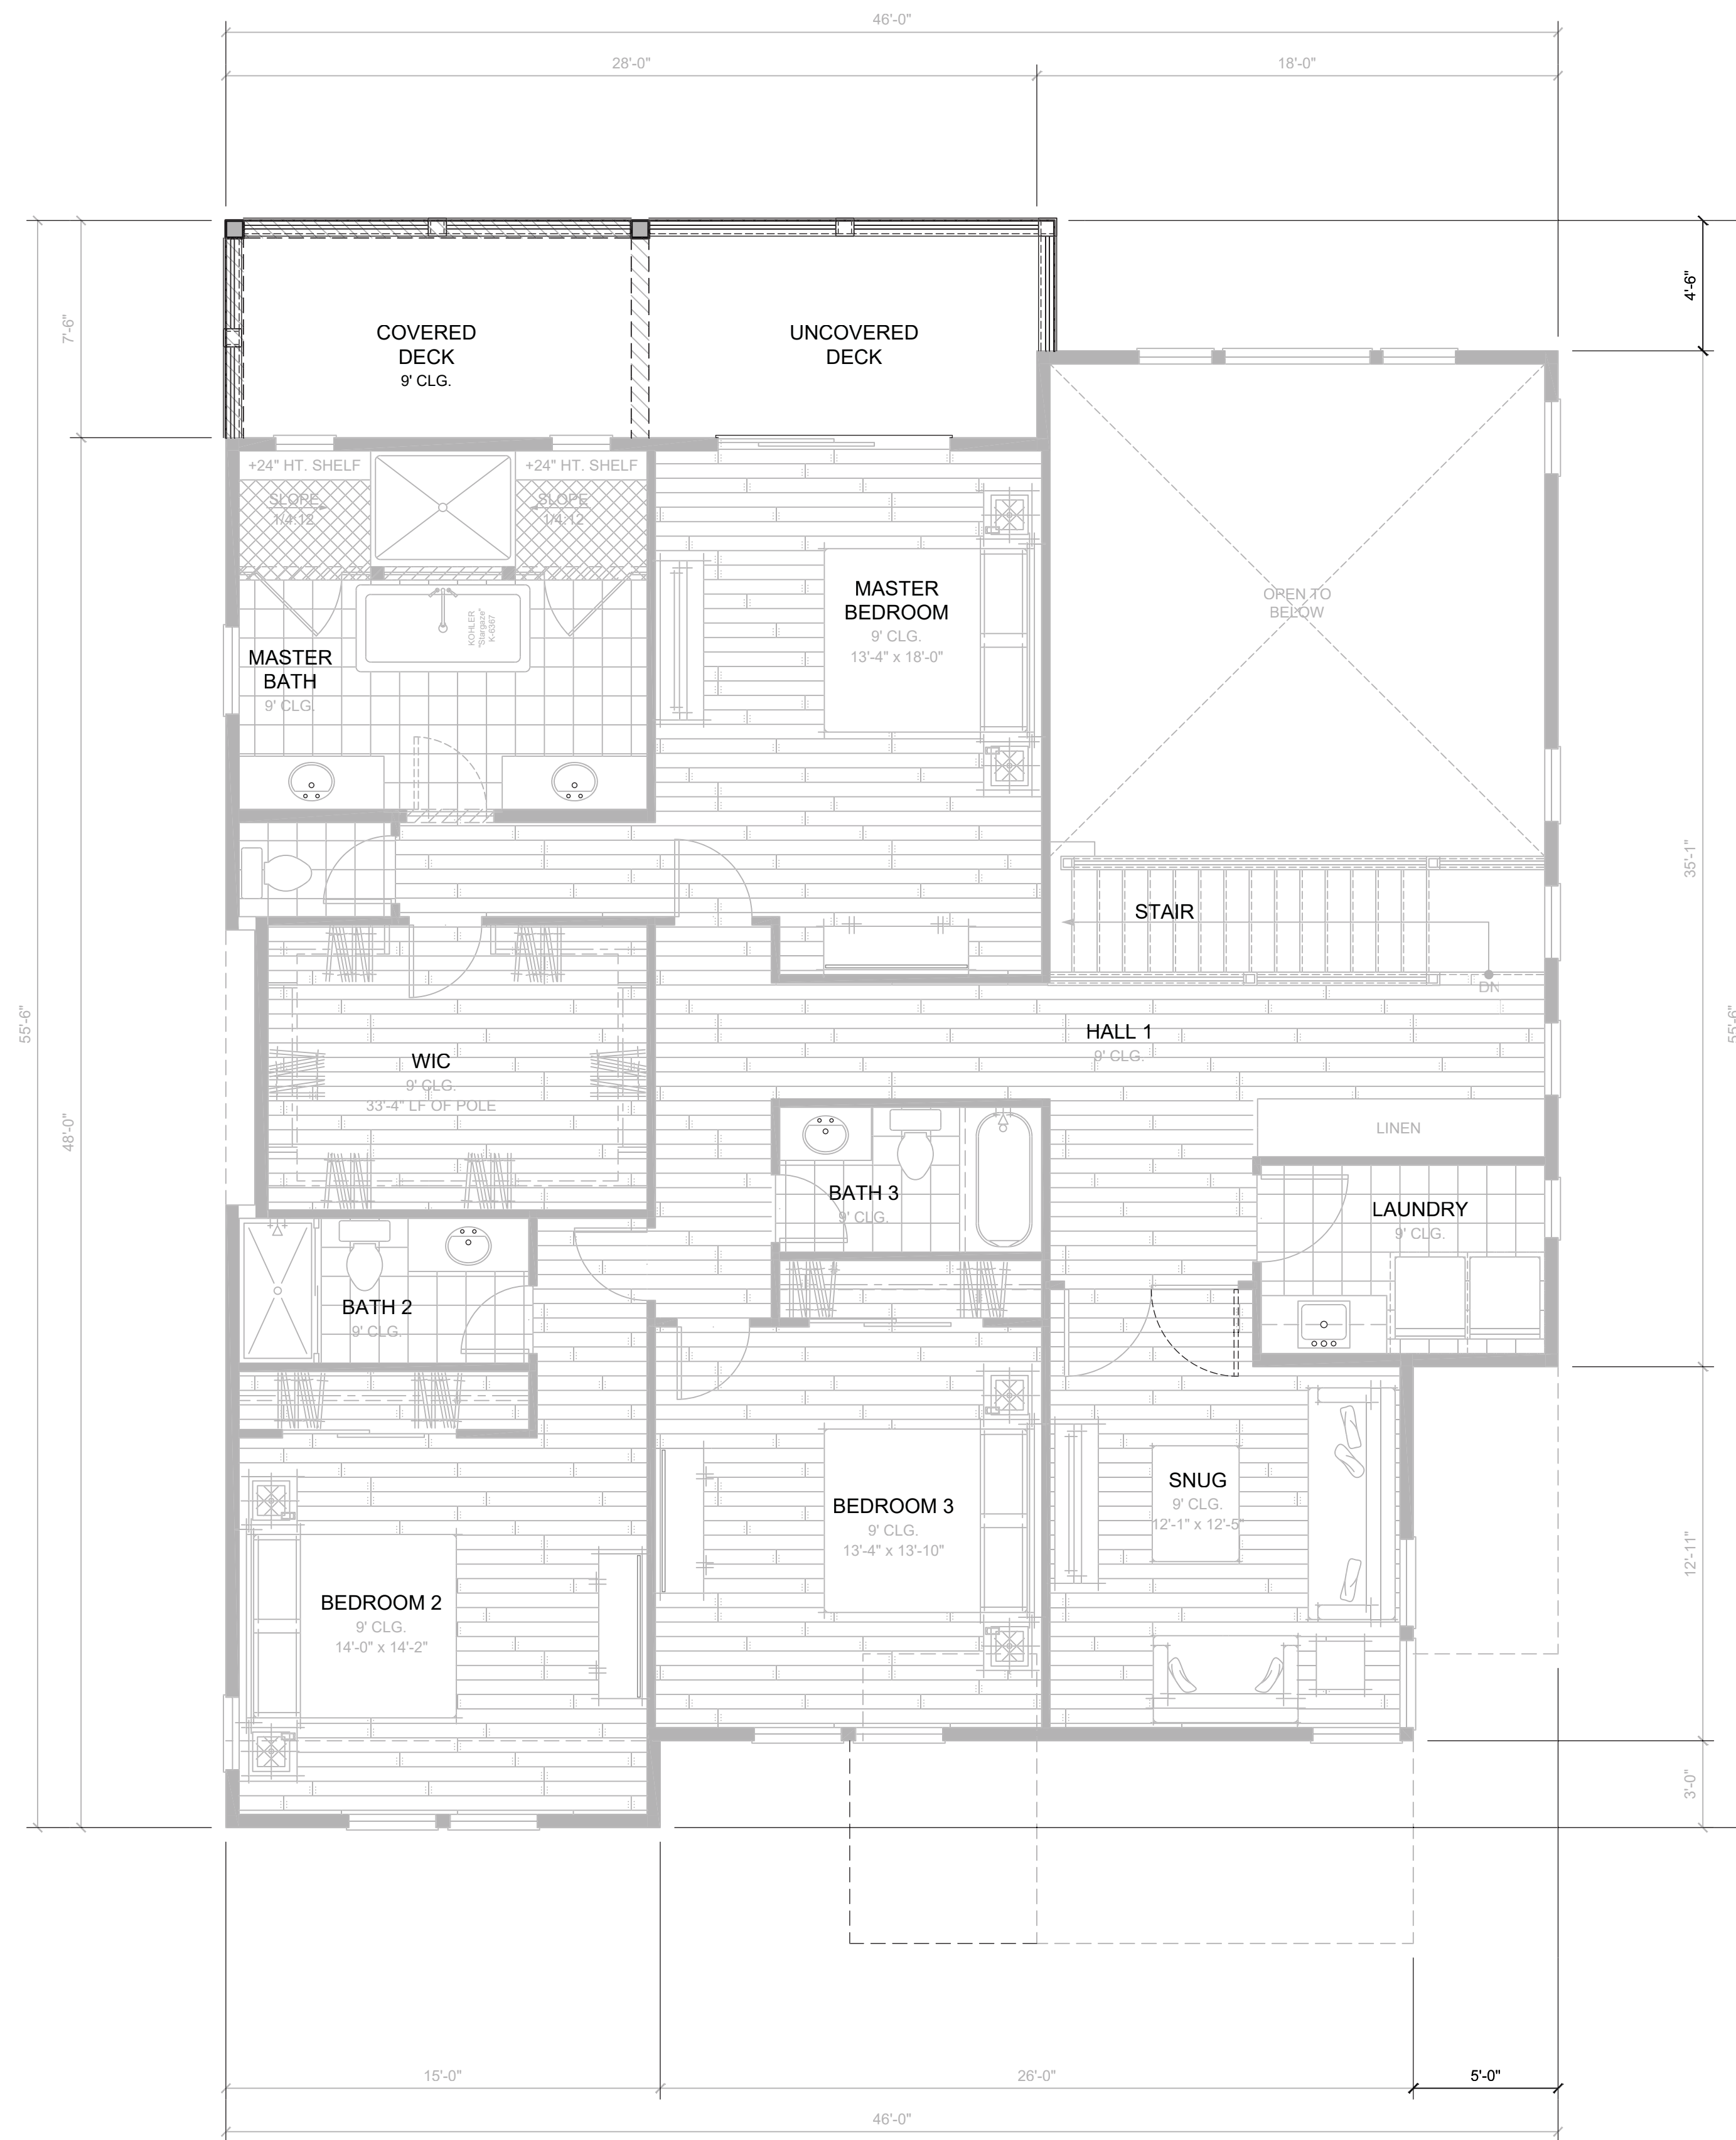 46'-0"
28'-0"
18'-0"
4'-6"
7'-6"
COVERED
DECK
9' CLG.
UNCOVERED
DECK
+24" HT. SHELF
+24" HT. SHELF
SLOPE
1/4:12
SLOPE
1/4:12
MASTER
BEDROOM
9' CLG.
13'-4" x 18'-0"
OPEN TO
BELOW
KOHLER
"Stargaze"
K-6367
MASTER
BATH
9' CLG.
35'-1"
STAIR
DN
55'-6"
55'-6"
HALL 1
9' CLG.
WIC
9' CLG.
33'-4" LF OF POLE
48'-0"
LINEN
BATH 3
9' CLG.
LAUNDRY
9' CLG.
BATH 2
9' CLG.
SNUG
9' CLG.
12'-1" x 12'-5"
BEDROOM 3
9' CLG.
13'-4" x 13'-10"
12'-11"
BEDROOM 2
9' CLG.
14'-0" x 14'-2"
3'-0"
15'-0"
26'-0"
5'-0"
46'-0"